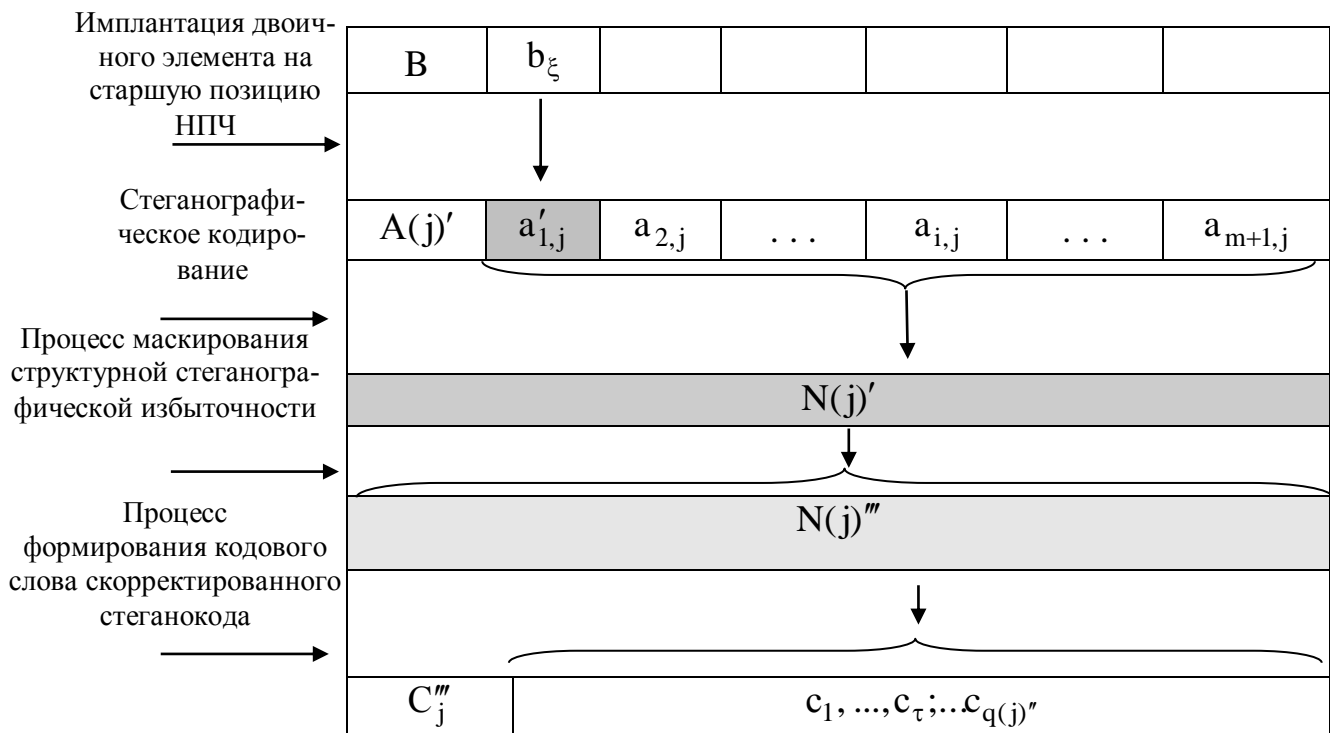 Имплантация двоич-
ного элемента на
старшую позицию
НПЧ
B b_ξ
Стеганографи-
ческое кодиро-
вание
A(j)′ a′_{1,j} a_{2,j} . . . a_{i,j} . . . a_{m+1,j}
Процесс маскирования
структурной стеганогра-
фической избыточности
N(j)′
N(j)‴
Процесс
формирования кодового
слова скорректированного
стеганокода
C‴_j c_1, ..., c_τ;...c_{q(j)″}